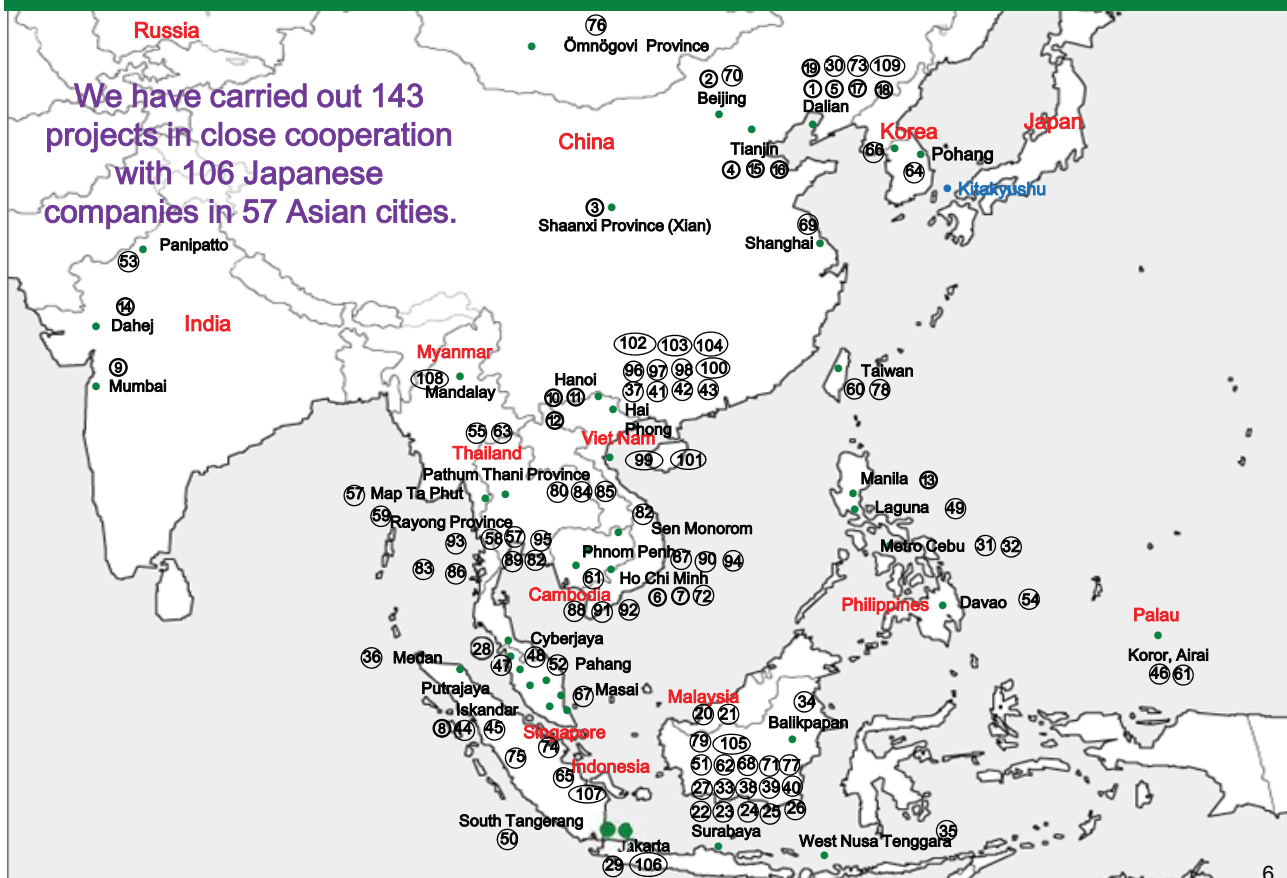 Russia
76
Ömnögovi Province
We have carried out 143
projects in close cooperation
with 106 Japanese
companies in 57 Asian cities.
2 70
Beijing
19 30 73 109
1 5 17 18
Dalian
China
Tianjin
4 15 16
Korea
66
Pohang
64
Japan
Kitakyushu
3
Shaanxi Province (Xian)
69
Shanghai
Panipatto
53
14
Dahej
India
9
Mumbai
Myanmar
108
Mandalay
102 103 104
96 97 98 100
37 41 42 43
Hanoi
10 11
12
Hai
Phong
Viet Nam
99 101
Taiwan
60 78
55 63
Thailand
Pathum Thani Province
80 84 85
57 Map Ta Phut
59
Rayong Province
93 58 57 95
83 86 89 82
82
Sen Monorom
Phnom Penh
87 90 94
61
Ho Chi Minh
6 7 72
Cambodia
88 91 92
Manila 13
Laguna 49
Metro Cebu 31 32
Philippines
Davao 54
Palau
Koror, Airai
46 61
36 Medan
28
Cyberjaya
47 48
52 Pahang
67 Masai
Putrajaya
Iskandar
8 44 45
Singapore
74
75
Indonesia
65
107
Malaysia
20 21
34
Balikpapan
79 105
51 62 68 71 77
27 33 38 39 40
22 23 24 25 26
Surabaya
South Tangerang
50
Jakarta
29 106
35
West Nusa Tenggara
6